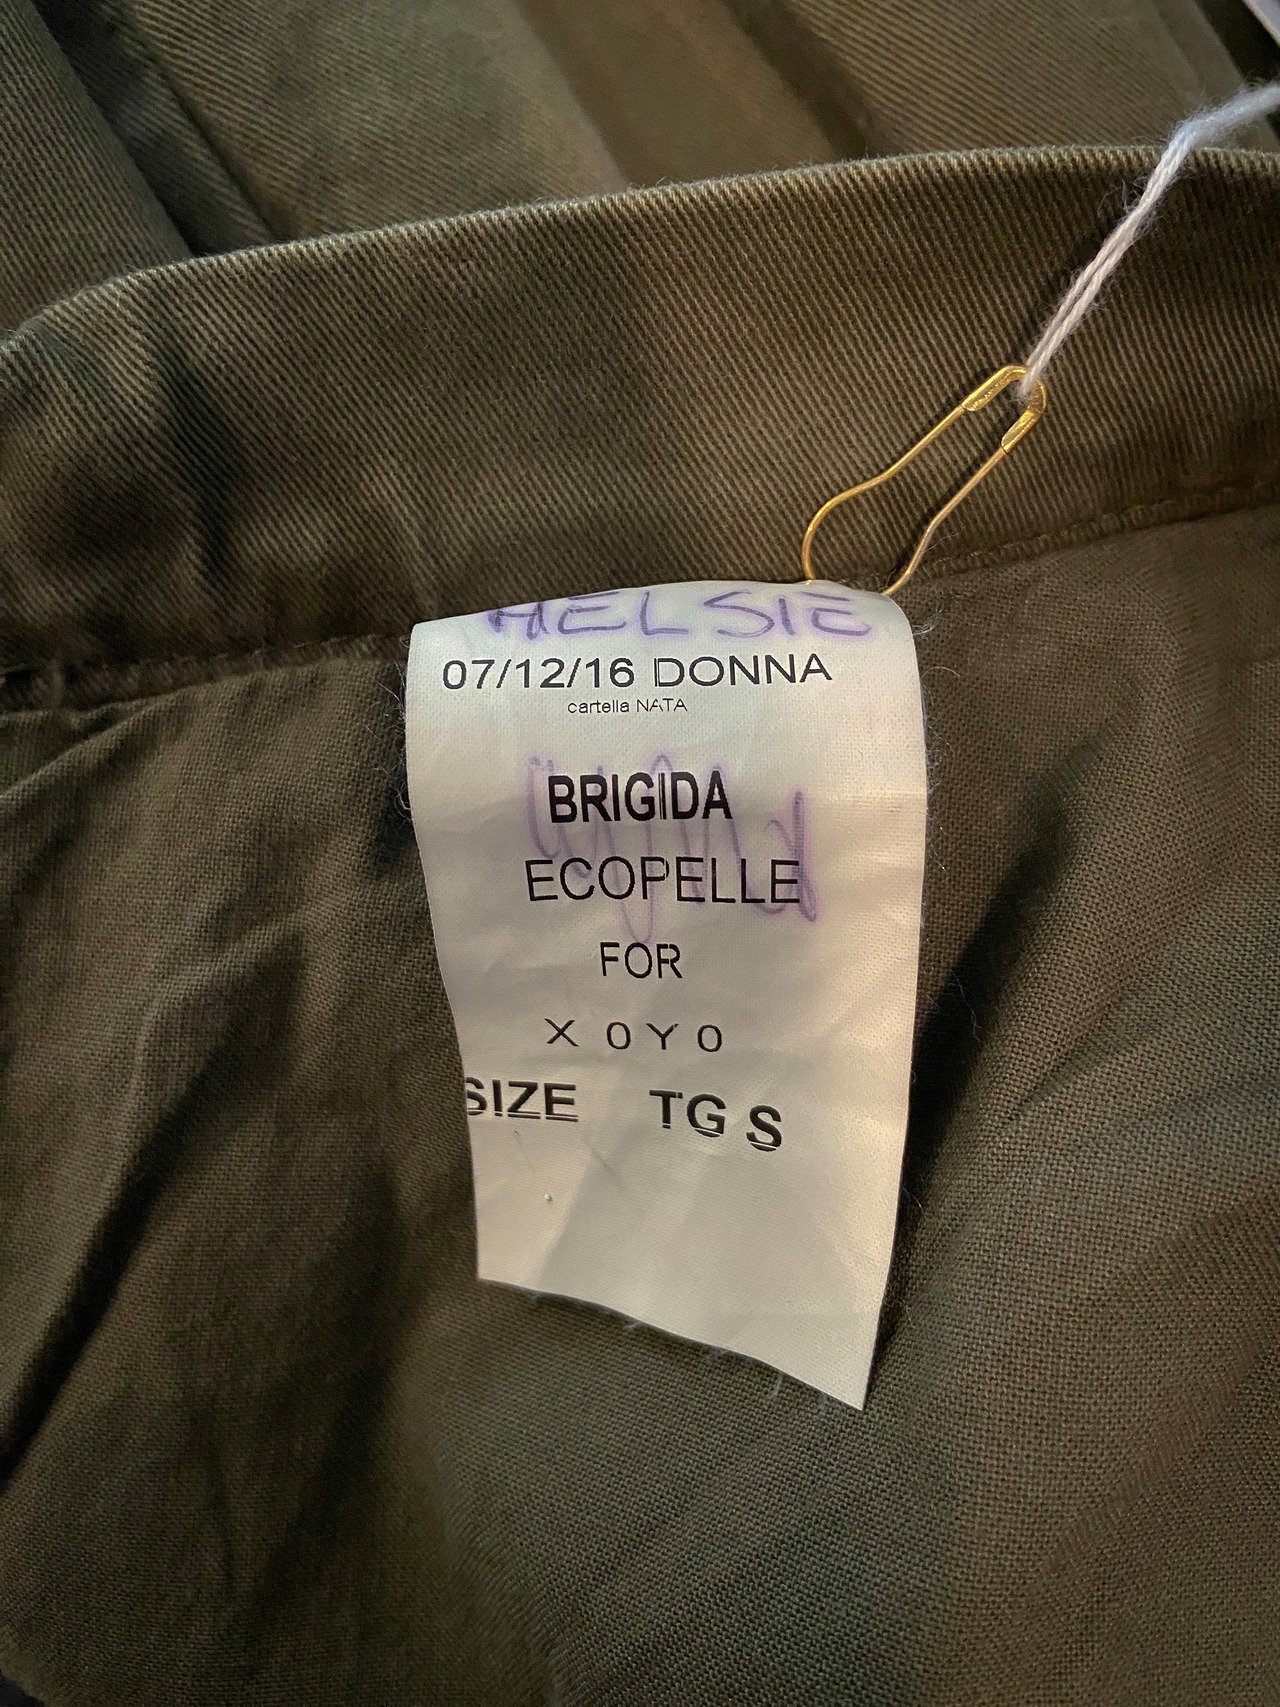 HELSIE
07/12/16 DONNA
cartella NATA
BRIGIDA
ECOPELLE
FOR
X 0 Y 0
SIZE TG S